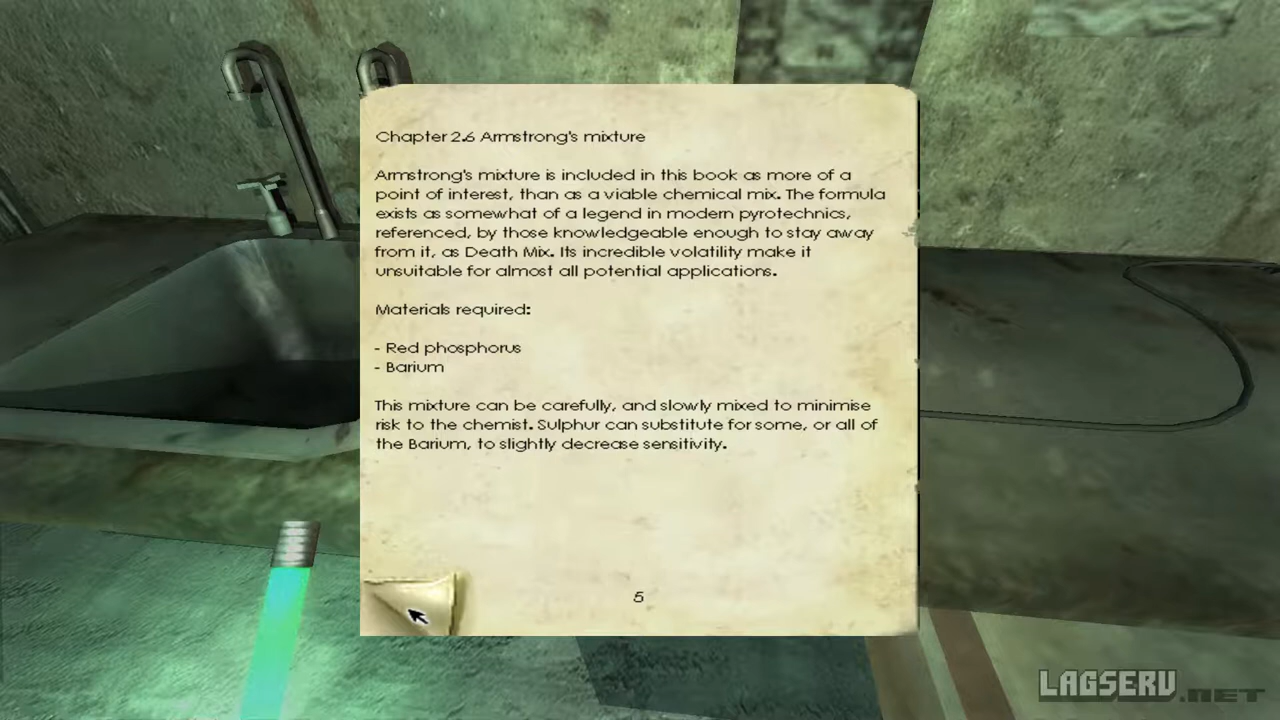 Chapter 2.6 Armstrong's mixture
Armstrong's mixture is included in this book as more of a
point of interest, than as a viable chemical mix. The formula
exists as somewhat of a legend in modern pyrotechnics,
referenced, by those knowledgeable enough to stay away
from it, as Death Mix. Its incredible volatility make it
unsuitable for almost all potential applications.
Materials required:
- Red phosphorus
- Barium
This mixture can be carefully, and slowly mixed to minimise
risk to the chemist. Sulphur can substitute for some, or all of
the Barium, to slightly decrease sensitivity.
5
LAGSERV.NET